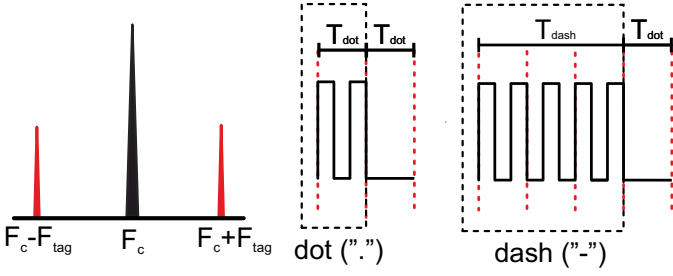 T_dot T_dot
T_dash T_dot
F_c-F_tag F_c F_c+F_tag
dot (".")
dash ("-")